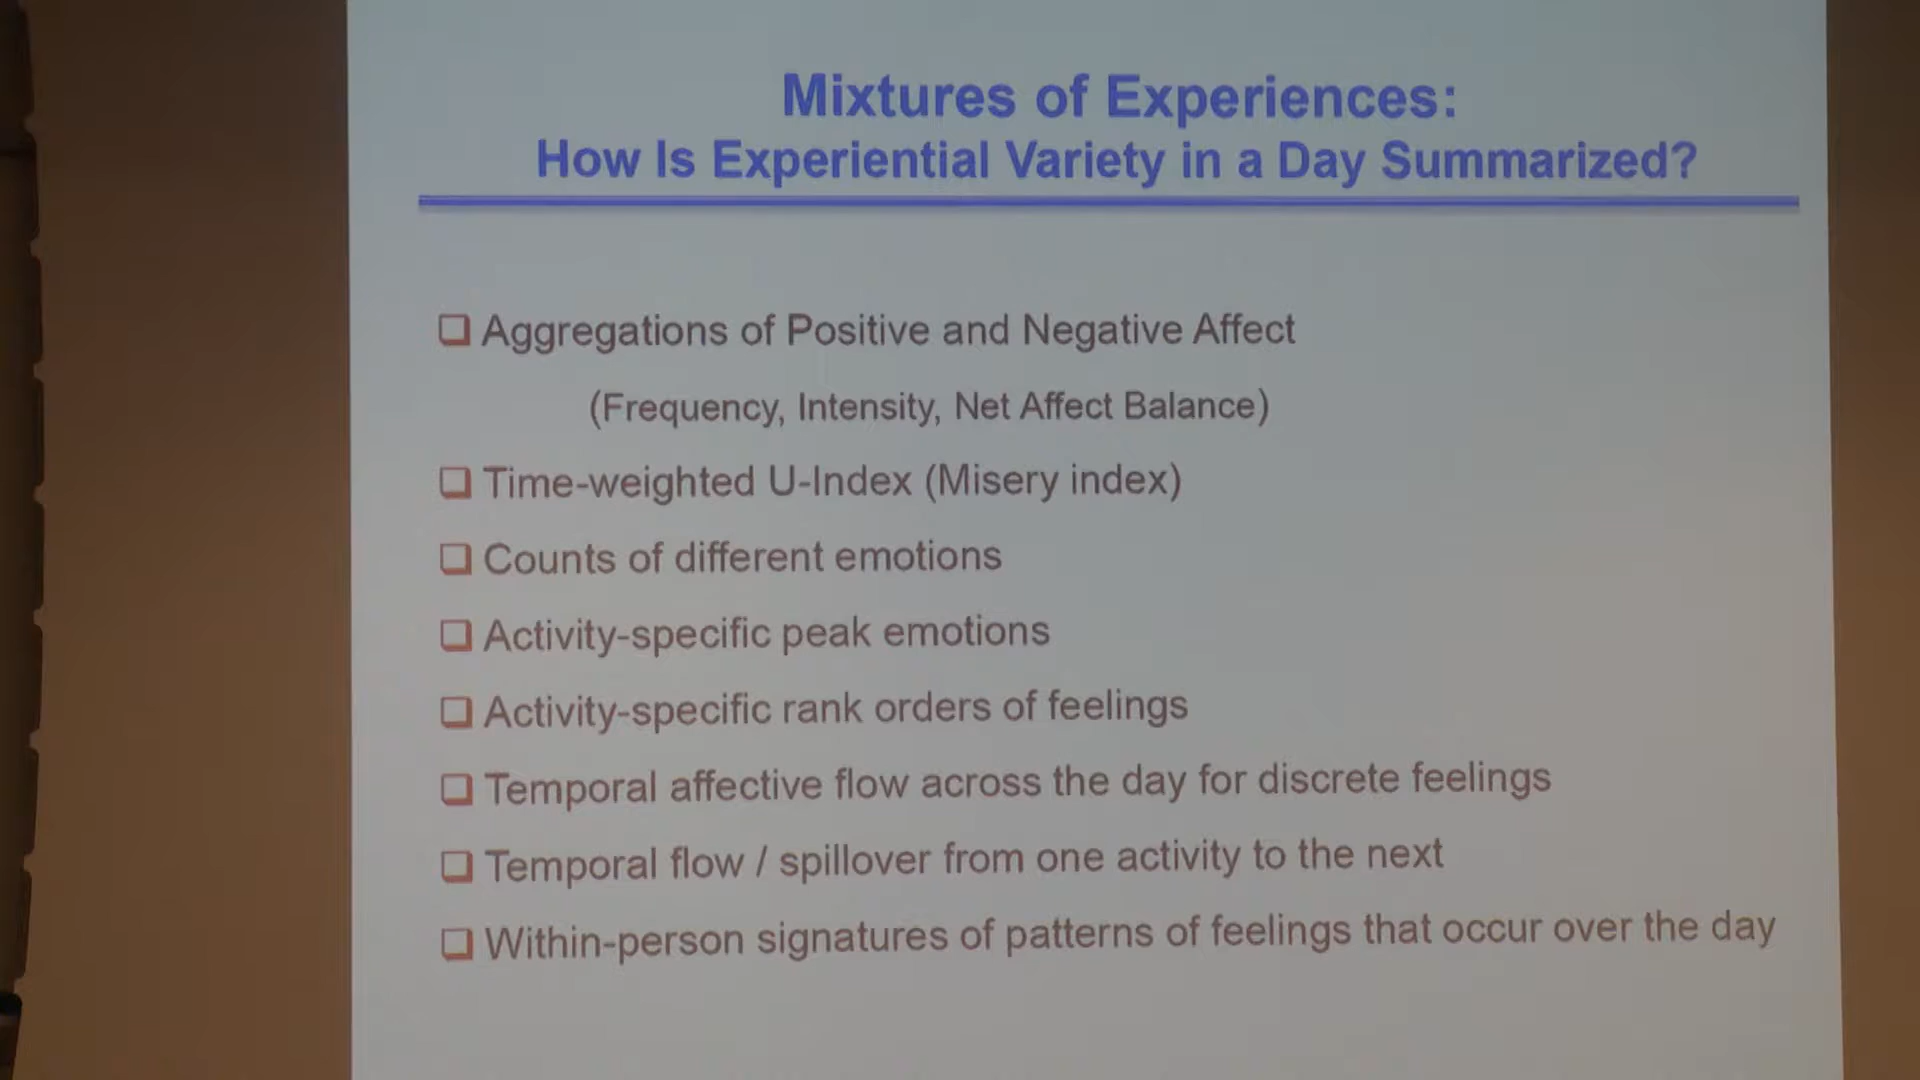 Mixtures of Experiences:
How Is Experiential Variety in a Day Summarized?
❑ Aggregations of Positive and Negative Affect
(Frequency, Intensity, Net Affect Balance)
❑ Time-weighted U-Index (Misery index)
❑ Counts of different emotions
❑ Activity-specific peak emotions
❑ Activity-specific rank orders of feelings
❑ Temporal affective flow across the day for discrete feelings
❑ Temporal flow / spillover from one activity to the next
❑ Within-person signatures of patterns of feelings that occur over the day